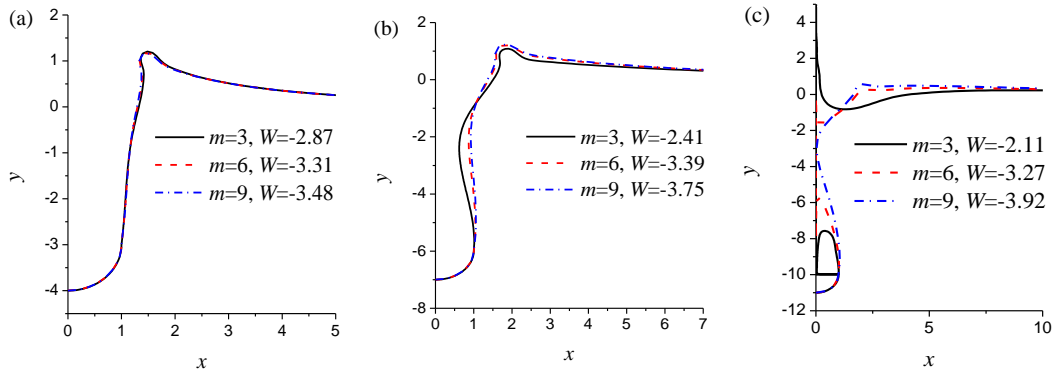 (a)
2
1
0
-1
-2
-3
-4
y
0 1 2 3 4 5
x
m=3, W=-2.87
m=6, W=-3.31
m=9, W=-3.48
(b)
2
0
-2
-4
-6
-8
y
0 1 2 3 4 5 6 7
x
m=3, W=-2.41
m=6, W=-3.39
m=9, W=-3.75
(c)
4
2
0
-2
-4
-6
-8
-10
-12
y
0 5 10
x
m=3, W=-2.11
m=6, W=-3.27
m=9, W=-3.92